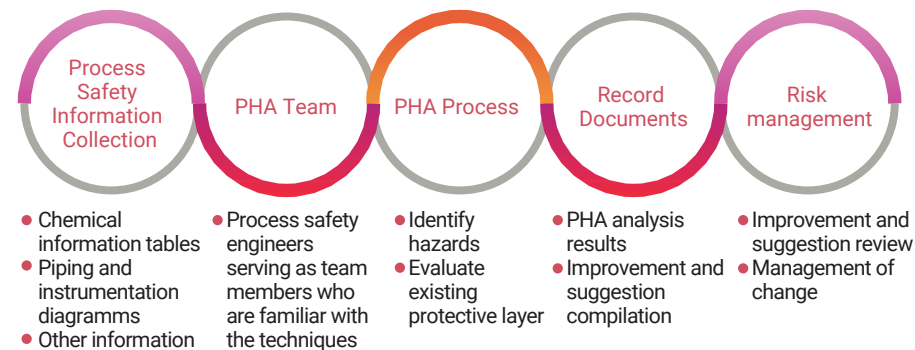 Process
Safety
Information
Collection
PHA Team
PHA Process
Record
Documents
Risk
management
• Chemical
information tables
• Piping and
instrumentation
diagramms
• Other information
• Process safety
engineers
serving as team
members who
are familiar with
the techniques
• Identify
hazards
• Evaluate
existing
protective layer
• PHA analysis
results
• Improvement and
suggestion
compilation
• Improvement and
suggestion review
• Management of
change